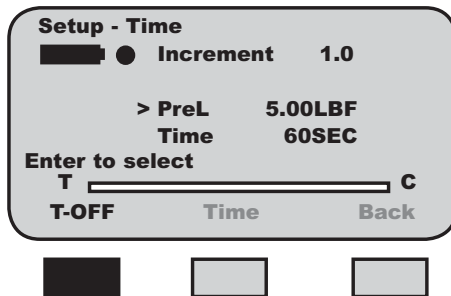 Setup - Time
Increment 1.0
> PreL 5.00LBF
Time 60SEC
Enter to select
T C
T-OFF Time Back